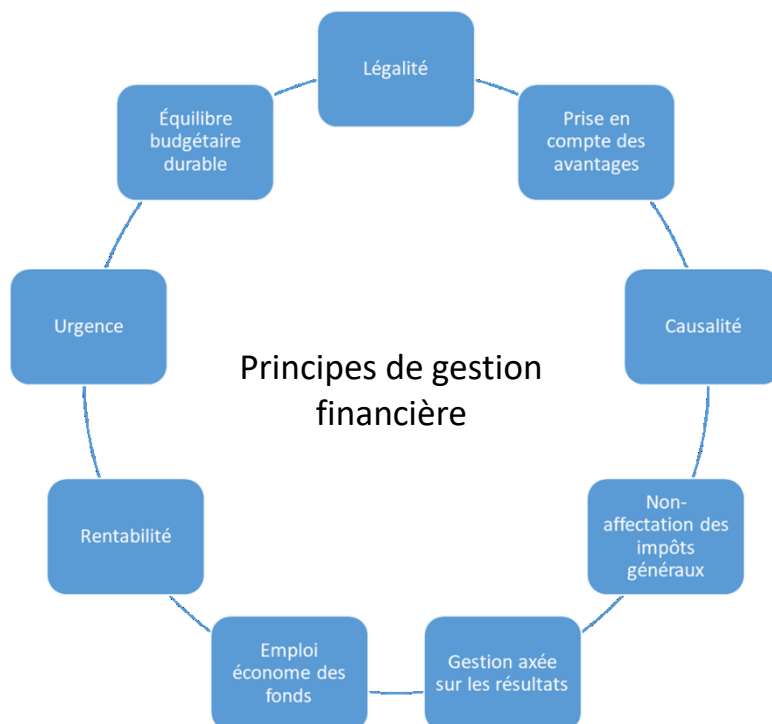 Légalité
Prise en
compte des
avantages
Causalité
Non-
affectation des
impôts
généraux
Gestion axée
sur les résultats
Emploi
économe des
fonds
Rentabilité
Urgence
Équilibre
budgétaire
durable
Principes de gestion
financière